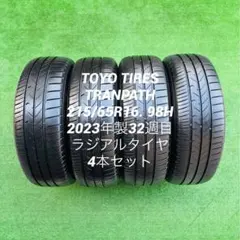 TOYO TIRES
TRANPATH
215/65R16. 98H
2023年製32週目
ラジアルタイヤ
4本セット